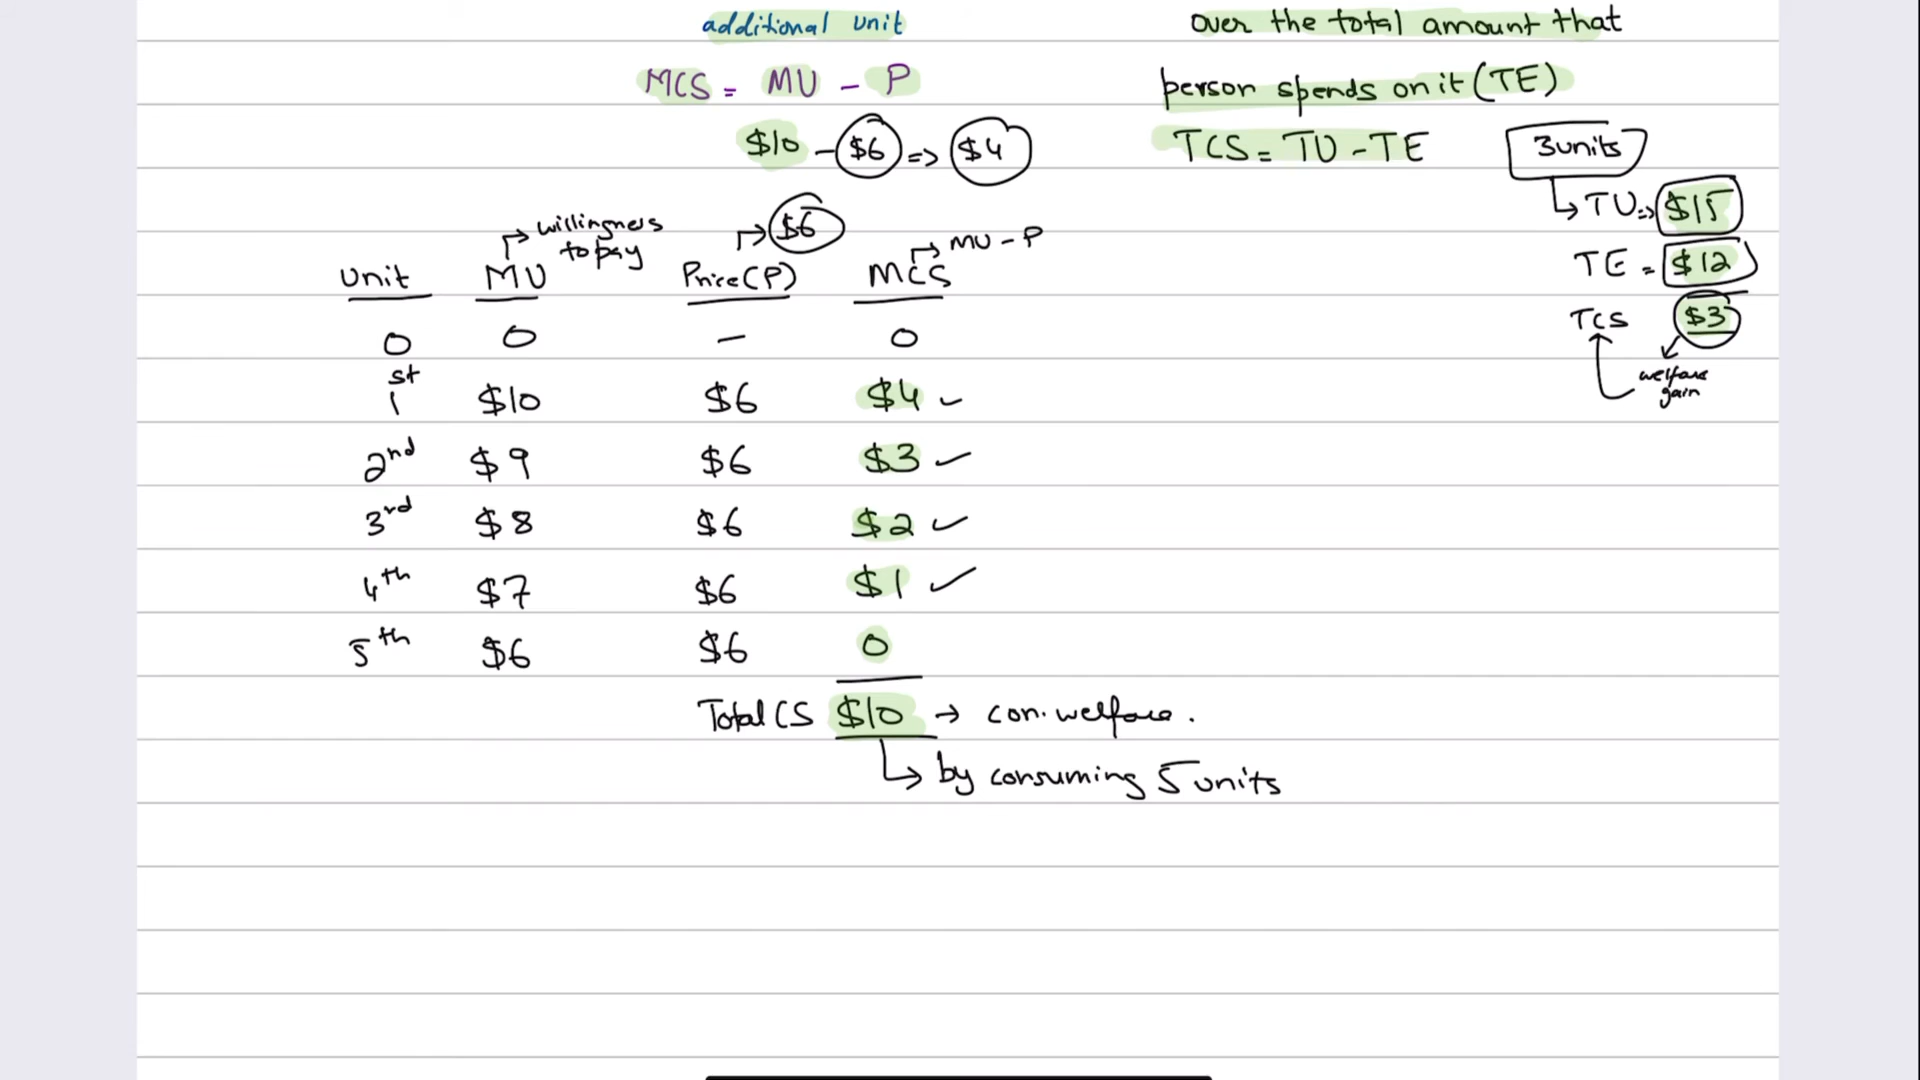 additional unit
MCS = MU - P
$10 - $6 => $4
over the total amount that
person spends on it (TE)
TCS = TU - TE
3units
TU => $15
TE = $12
TCS $3
welfare
gain
willingness
to pay
$6
MU - P
Unit MU Price(P) MCS
0 0 - 0
1st $10 $6 $4
2nd $9 $6 $3
3rd $8 $6 $2
4th $7 $6 $1
5th $6 $6 0
Total CS $10 → con. welfare.
by consuming 5 units